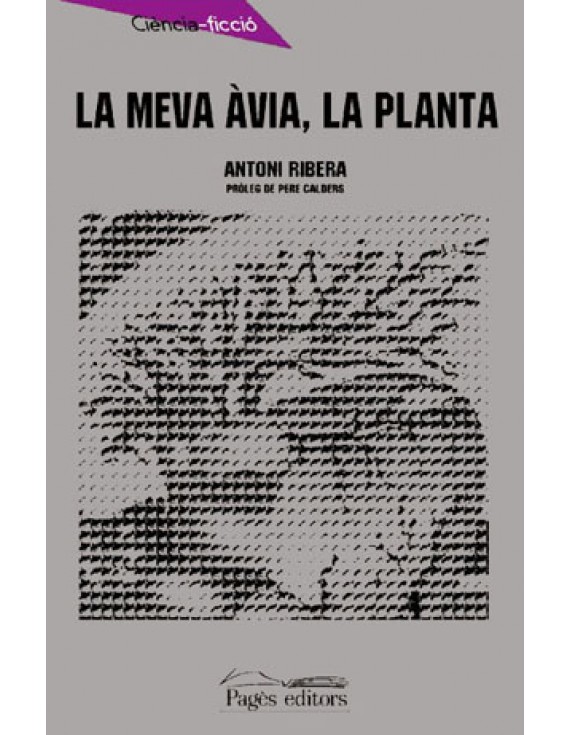 Ciència-ficció
LA MEVA ÀVIA, LA PLANTA
ANTONI RIBERA
PRÒLEG DE PERE CALDERS
Pagès editors